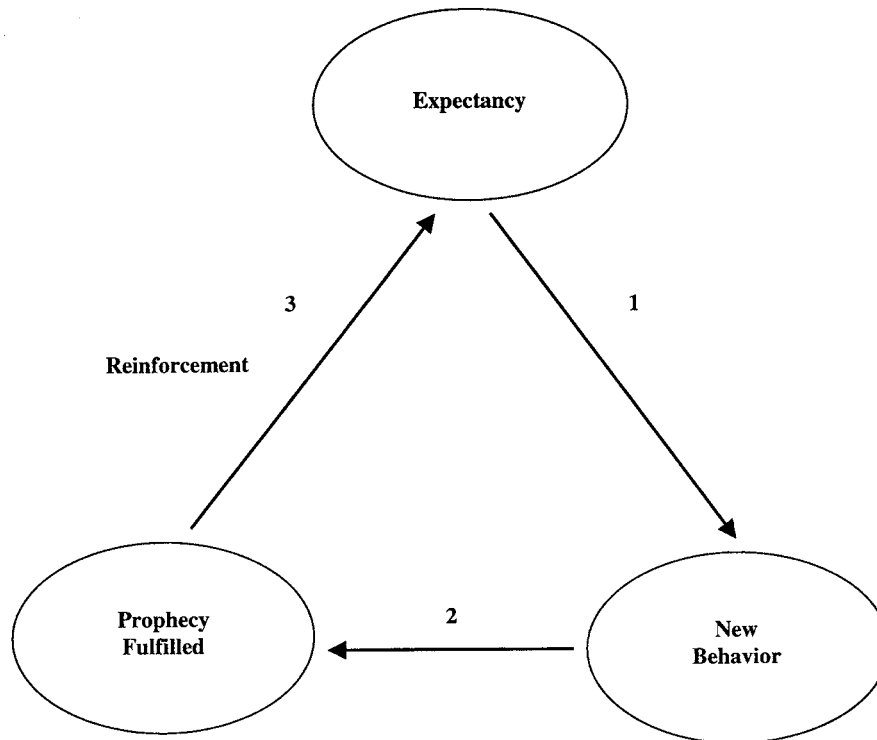 Expectancy
3
1
Reinforcement
Prophecy
Fulfilled
2
New
Behavior